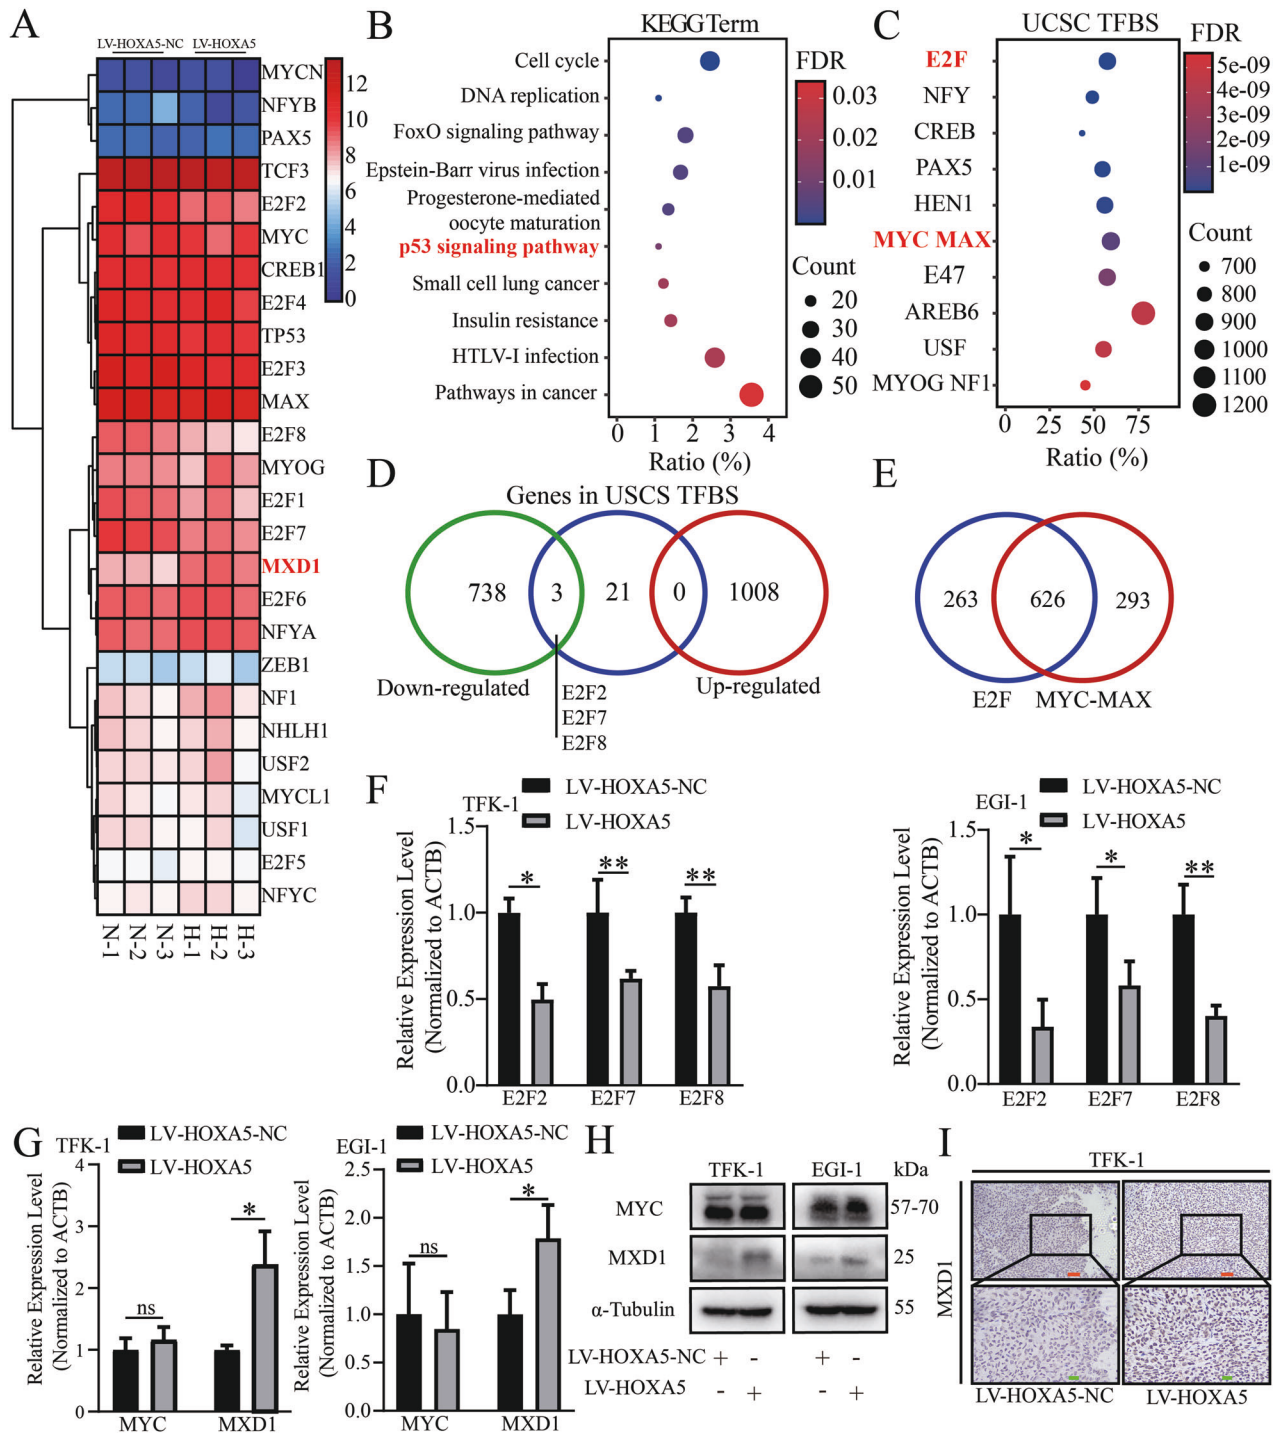 A
LV-HOXA5-NC LV-HOXA5
MYCN
NFYB
PAX5
TCF3
E2F2
MYC
CREB1
E2F4
TP53
E2F3
MAX
E2F8
MYOG
E2F1
E2F7
MXD1
E2F6
NFYA
ZEB1
NF1
NHLH1
USF2
MYCL1
USF1
E2F5
NFYC
N-1 N-2 N-3 H-1 H-2 H-3
12
10
8
6
4
2
0
B
KEGG Term
Cell cycle
DNA replication
FoxO signaling pathway
Epstein-Barr virus infection
Progesterone-mediated
oocyte maturation
p53 signaling pathway
Small cell lung cancer
Insulin resistance
HTLV-I infection
Pathways in cancer
0 1 2 3 4
Ratio (%)
FDR
0.03
0.02
0.01
Count
20
30
40
50
C
UCSC TFBS
E2F
NFY
CREB
PAX5
HEN1
MYC MAX
E47
AREB6
USF
MYOG NF1
0 25 50 75
Ratio (%)
FDR
5e-09
4e-09
3e-09
2e-09
1e-09
Count
700
800
900
1000
1100
1200
D
Genes in USCS TFBS
738 3 21 0 1008
Down-regulated Up-regulated
E2F2
E2F7
E2F8
E
263 626 293
E2F MYC-MAX
F
TFK-1
LV-HOXA5-NC
LV-HOXA5
Relative Expression Level
(Normalized to ACTB)
1.5
1.0
0.5
0.0
* ** **
E2F2 E2F7 E2F8
EGI-1
LV-HOXA5-NC
LV-HOXA5
Relative Expression Level
(Normalized to ACTB)
1.5
1.0
0.5
0.0
* * **
E2F2 E2F7 E2F8
G
TFK-1
LV-HOXA5-NC
LV-HOXA5
Relative Expression Level
(Normalized to ACTB)
4
3
2
1
0
ns *
MYC MXD1
EGI-1
LV-HOXA5-NC
LV-HOXA5
Relative Expression Level
(Normalized to ACTB)
2.5
2.0
1.5
1.0
0.5
0.0
ns *
MYC MXD1
H
TFK-1 EGI-1 kDa
MYC 57-70
MXD1 25
α-Tubulin 55
LV-HOXA5-NC + - + -
LV-HOXA5 - + - +
I
TFK-1
MXD1
LV-HOXA5-NC LV-HOXA5